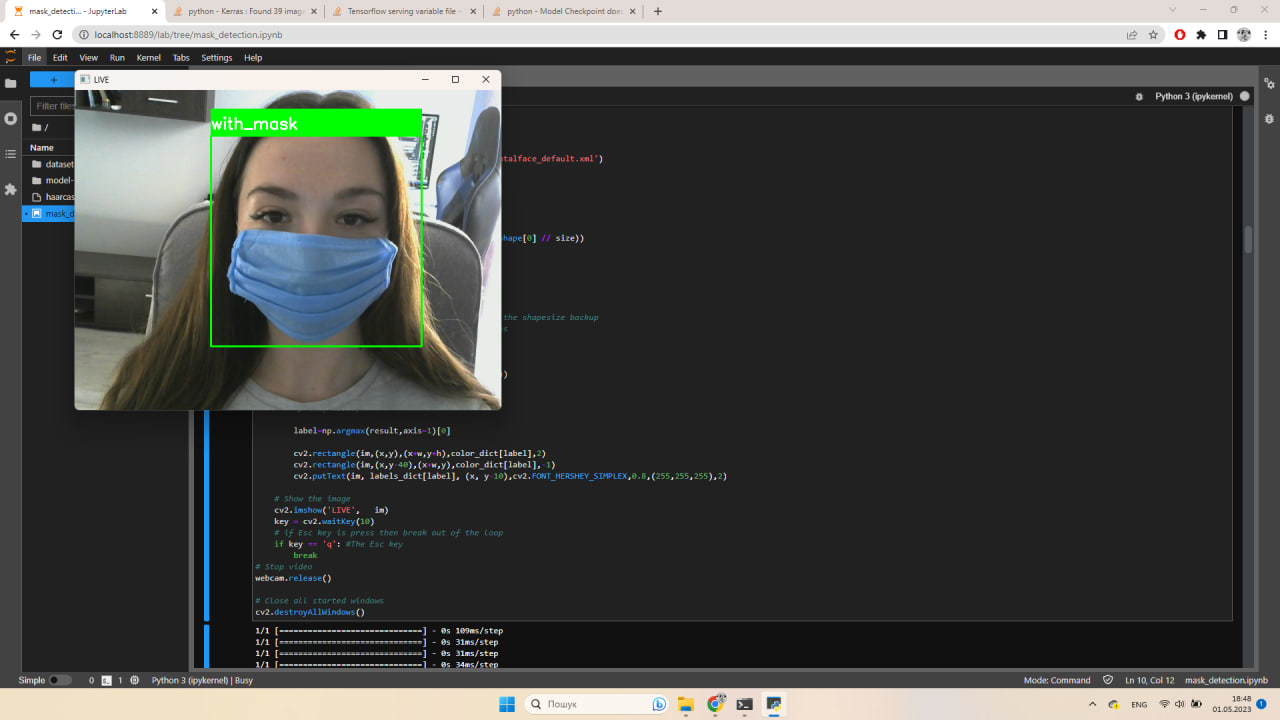 mask_detecti... - JupyterLab
python - Kerras : Found 39 imag
Tensorflow serving variable file -
python - Model Checkpoint doe
localhost:8889/lab/tree/mask_detection.ipynb
File Edit View Run Kernel Tabs Settings Help
LIVE
Python 3 (ipykernel)
Filter files
/
Name
dataset
model-
haarcas
mask_d
with_mask
talface_default.xml')
hape[0] // size))
the shapesize backup
label=np.argmax(result,axis=1)[0]
cv2.rectangle(im,(x,y),(x+w,y+h),color_dict[label],2)
cv2.rectangle(im,(x,y-40),(x+w,y),color_dict[label],-1)
cv2.putText(im, labels_dict[label], (x, y-10),cv2.FONT_HERSHEY_SIMPLEX,0.8,(255,255,255),2)
# Show the image
cv2.imshow('LIVE', im)
key = cv2.waitKey(10)
# if Esc key is press then break out of the loop
if key == 'q': #The Esc key
break
# Stop video
webcam.release()
# Close all started windows
cv2.destroyAllWindows()
1/1 [==============================] - 0s 109ms/step
1/1 [==============================] - 0s 31ms/step
1/1 [==============================] - 0s 31ms/step
1/1 [==============================] - 0s 34ms/step
Simple 0 1 Python 3 (ipykernel) | Busy
Mode: Command Ln 10, Col 12 mask_detection.ipynb
Пошук
ENG
18:48
01.05.2023
1